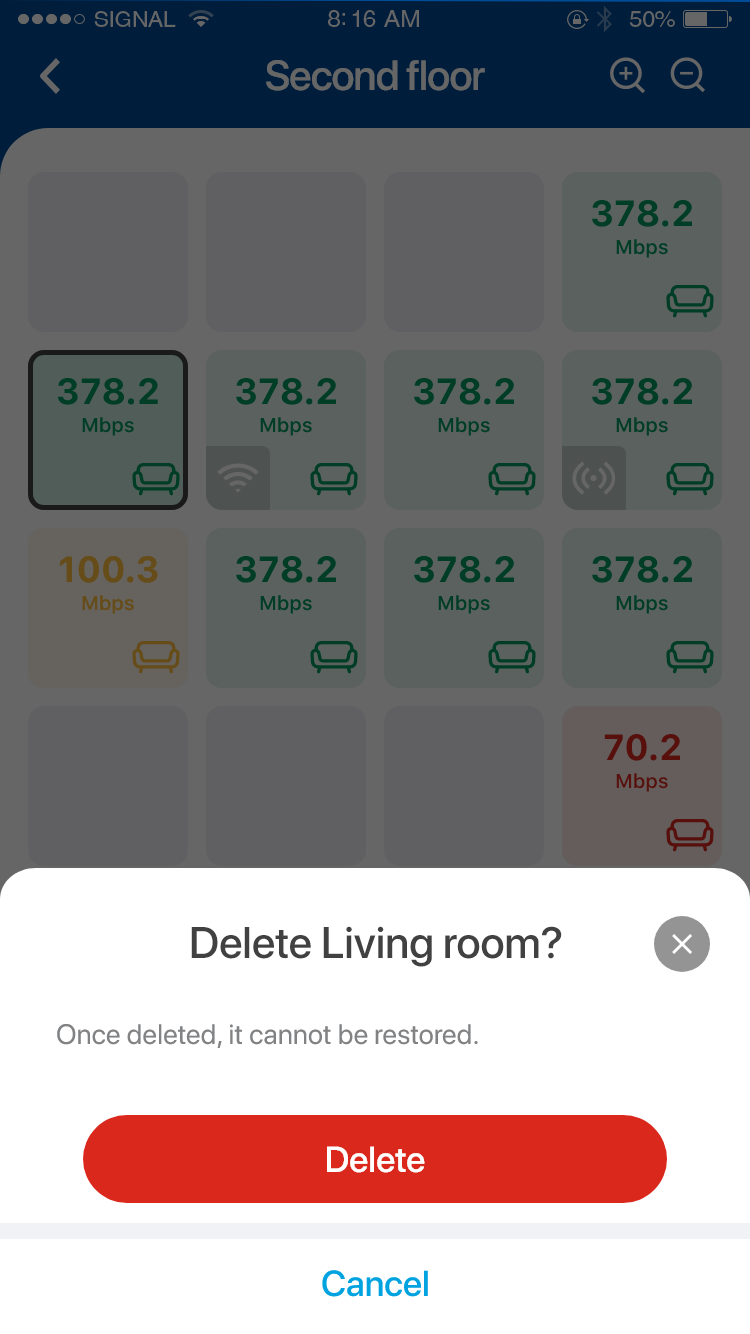 SIGNAL 8:16 AM 50%
Second floor
378.2
Mbps
378.2 378.2 378.2 378.2
Mbps Mbps Mbps Mbps
100.3 378.2 378.2 378.2
Mbps Mbps Mbps Mbps
70.2
Mbps
Delete Living room?
Once deleted, it cannot be restored.
Delete
Cancel